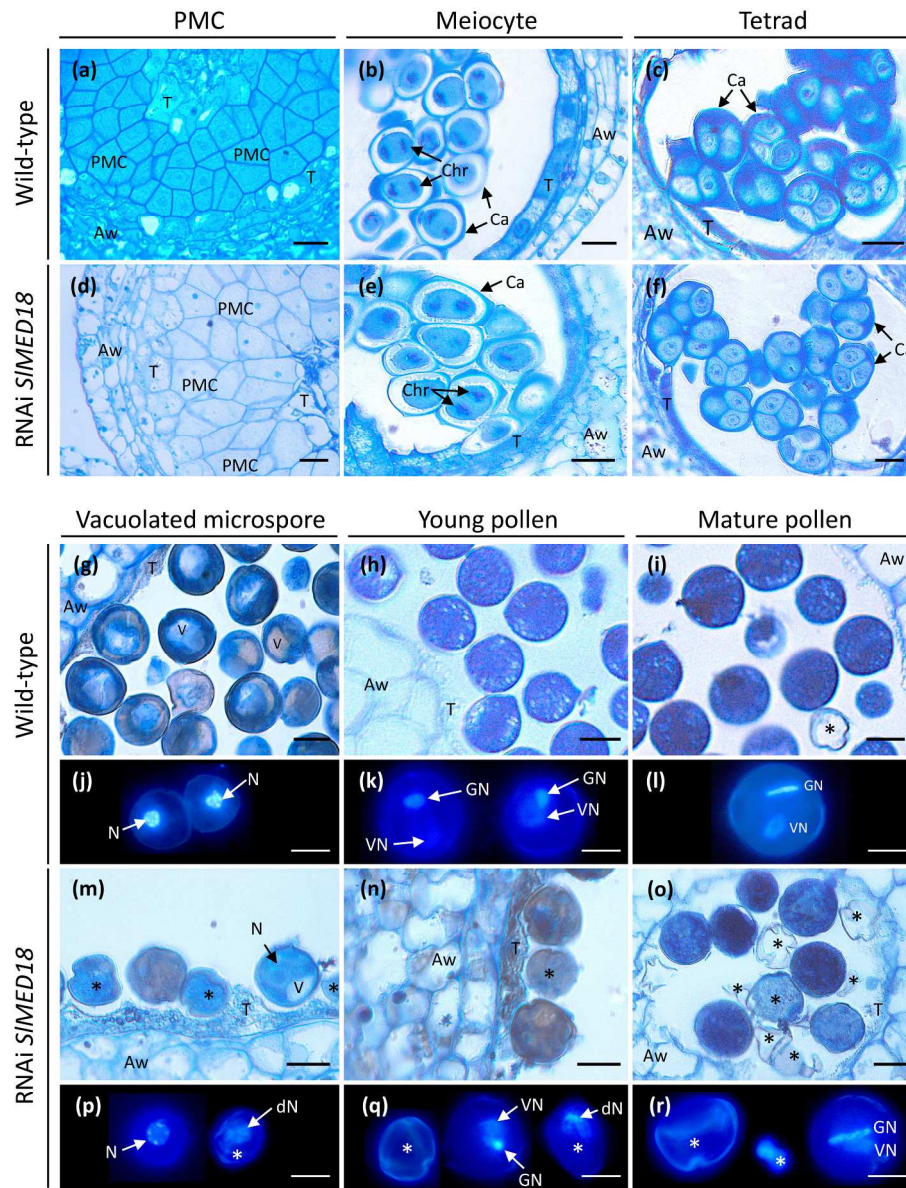 PMC Meiocyte Tetrad
Wild-type
(a) T PMC PMC T Aw
(b) Aw Chr T Ca
(c) Ca Aw T
RNAi SlMED18
(d) PMC Aw T PMC T PMC
(e) Ca Chr T Aw
(f) Ca T Aw
Vacuolated microspore Young pollen Mature pollen
Wild-type
(g) T Aw V V
(h) Aw T
(i) Aw *
(j) N N
(k) GN GN VN VN
(l) GN VN
RNAi SlMED18
(m) N * * V * T Aw
(n) T Aw *
(o) * * * * * T Aw * *
(p) N dN *
(q) VN dN * * GN
(r) GN * VN *